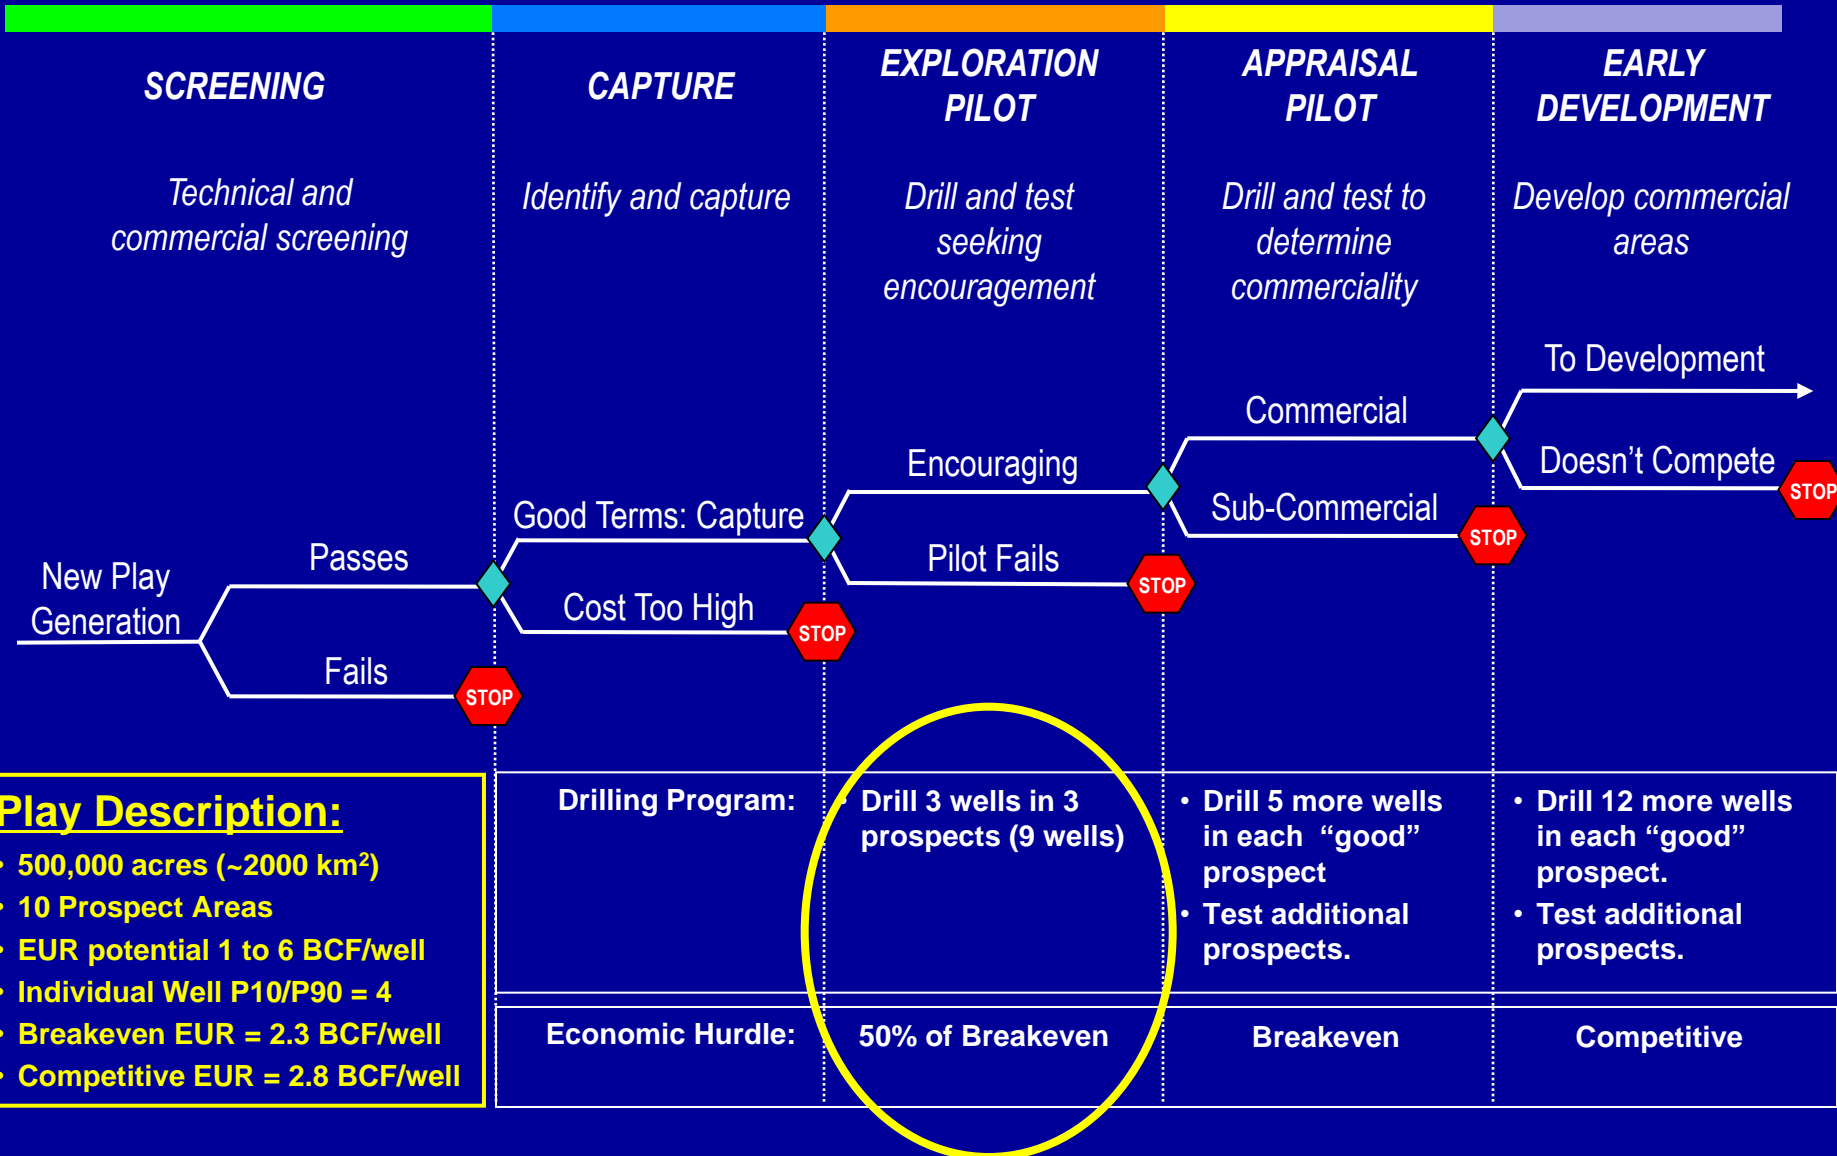 SCREENING
CAPTURE
EXPLORATION
PILOT
APPRAISAL
PILOT
EARLY
DEVELOPMENT
Technical and
commercial screening
Identify and capture
Drill and test
seeking
encouragement
Drill and test to
determine
commerciality
Develop commercial
areas
To Development
Commercial
Doesn't Compete
STOP
Encouraging
Sub-Commercial
STOP
Good Terms: Capture
Pilot Fails
STOP
Passes
Cost Too High
STOP
New Play
Generation
Fails
STOP
Play Description:
• 500,000 acres (~2000 km²)
• 10 Prospect Areas
• EUR potential 1 to 6 BCF/well
• Individual Well P10/P90 = 4
• Breakeven EUR = 2.3 BCF/well
• Competitive EUR = 2.8 BCF/well
Drilling Program:
• Drill 3 wells in 3
prospects (9 wells)
• Drill 5 more wells
in each “good”
prospect
• Test additional
prospects.
• Drill 12 more wells
in each “good”
prospect.
• Test additional
prospects.
Economic Hurdle:
50% of Breakeven
Breakeven
Competitive